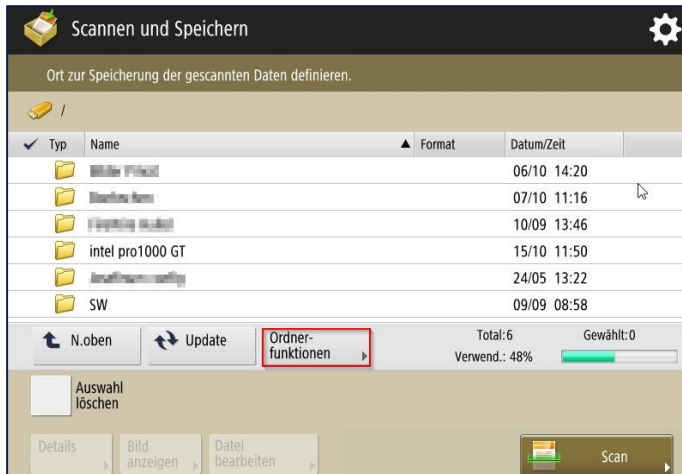 Scannen und Speichern
Ort zur Speicherung der gescannten Daten definieren.
/
Typ Name Format Datum/Zeit
06/10 14:20
07/10 11:16
10/09 13:46
intel pro1000 GT 15/10 11:50
24/05 13:22
SW 09/09 08:58
N.oben Update Ordner-
funktionen
Total:6 Gewählt:0
Verwend.: 48%
Auswahl
löschen
Details Bild
anzeigen
Datei
bearbeiten
Scan